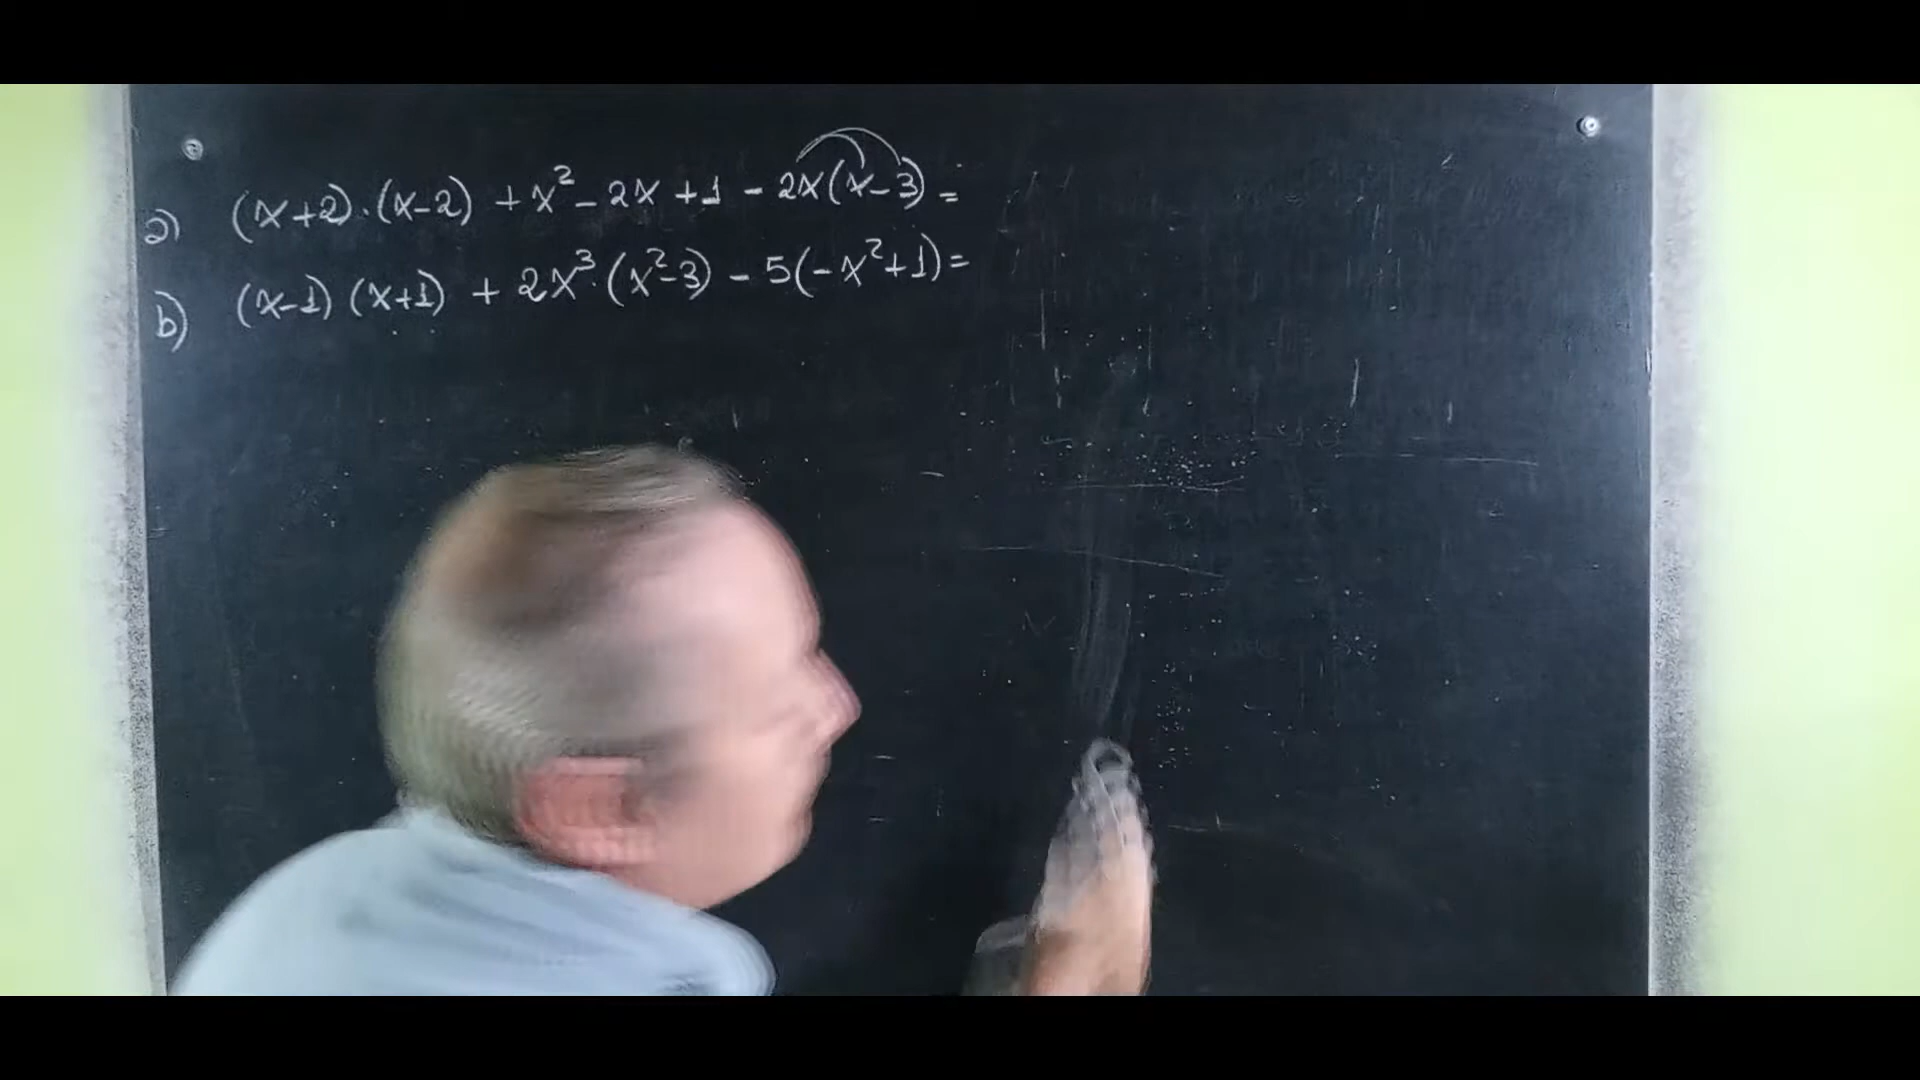 a) (x+2).(x-2) + x² - 2x + 1 - 2x(x-3) =
b) (x-1) (x+1) + 2x³.(x²-3) - 5(-x²+1) =